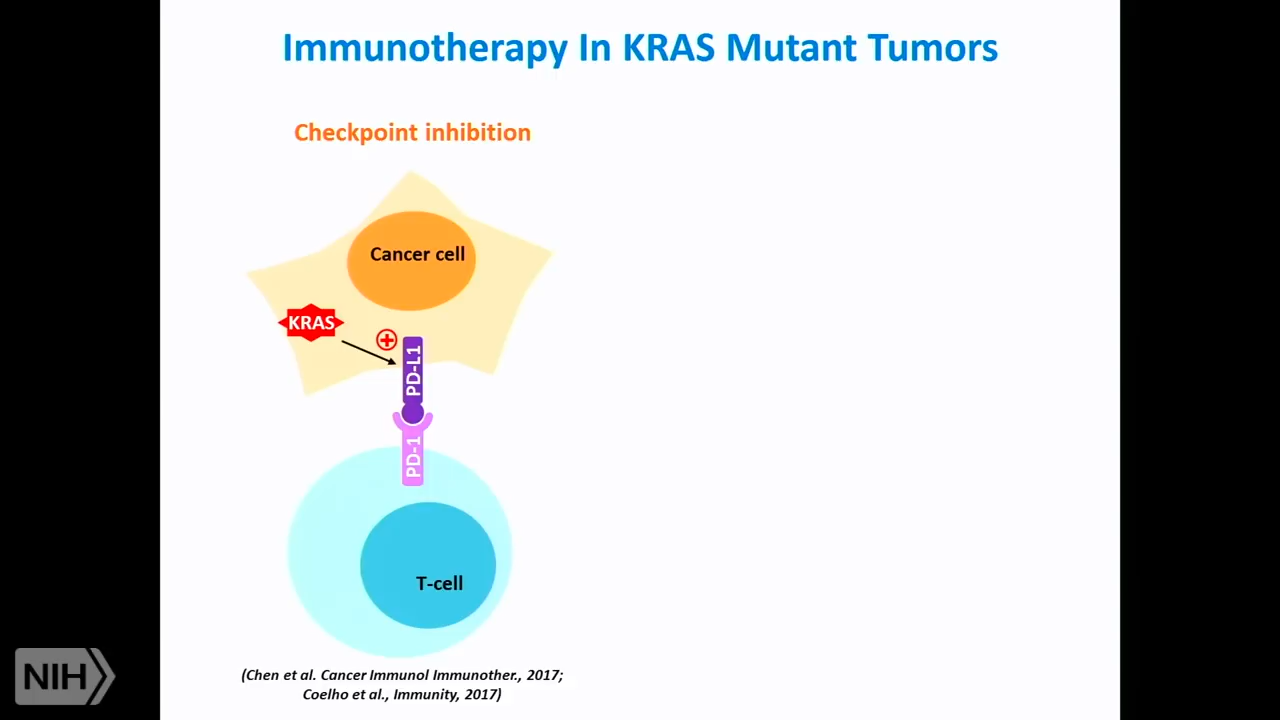 Immunotherapy In KRAS Mutant Tumors
Checkpoint inhibition
Cancer cell
KRAS
PD-L1
PD-1
T-cell
(Chen et al. Cancer Immunol Immunother., 2017;
Coelho et al., Immunity, 2017)
NIH